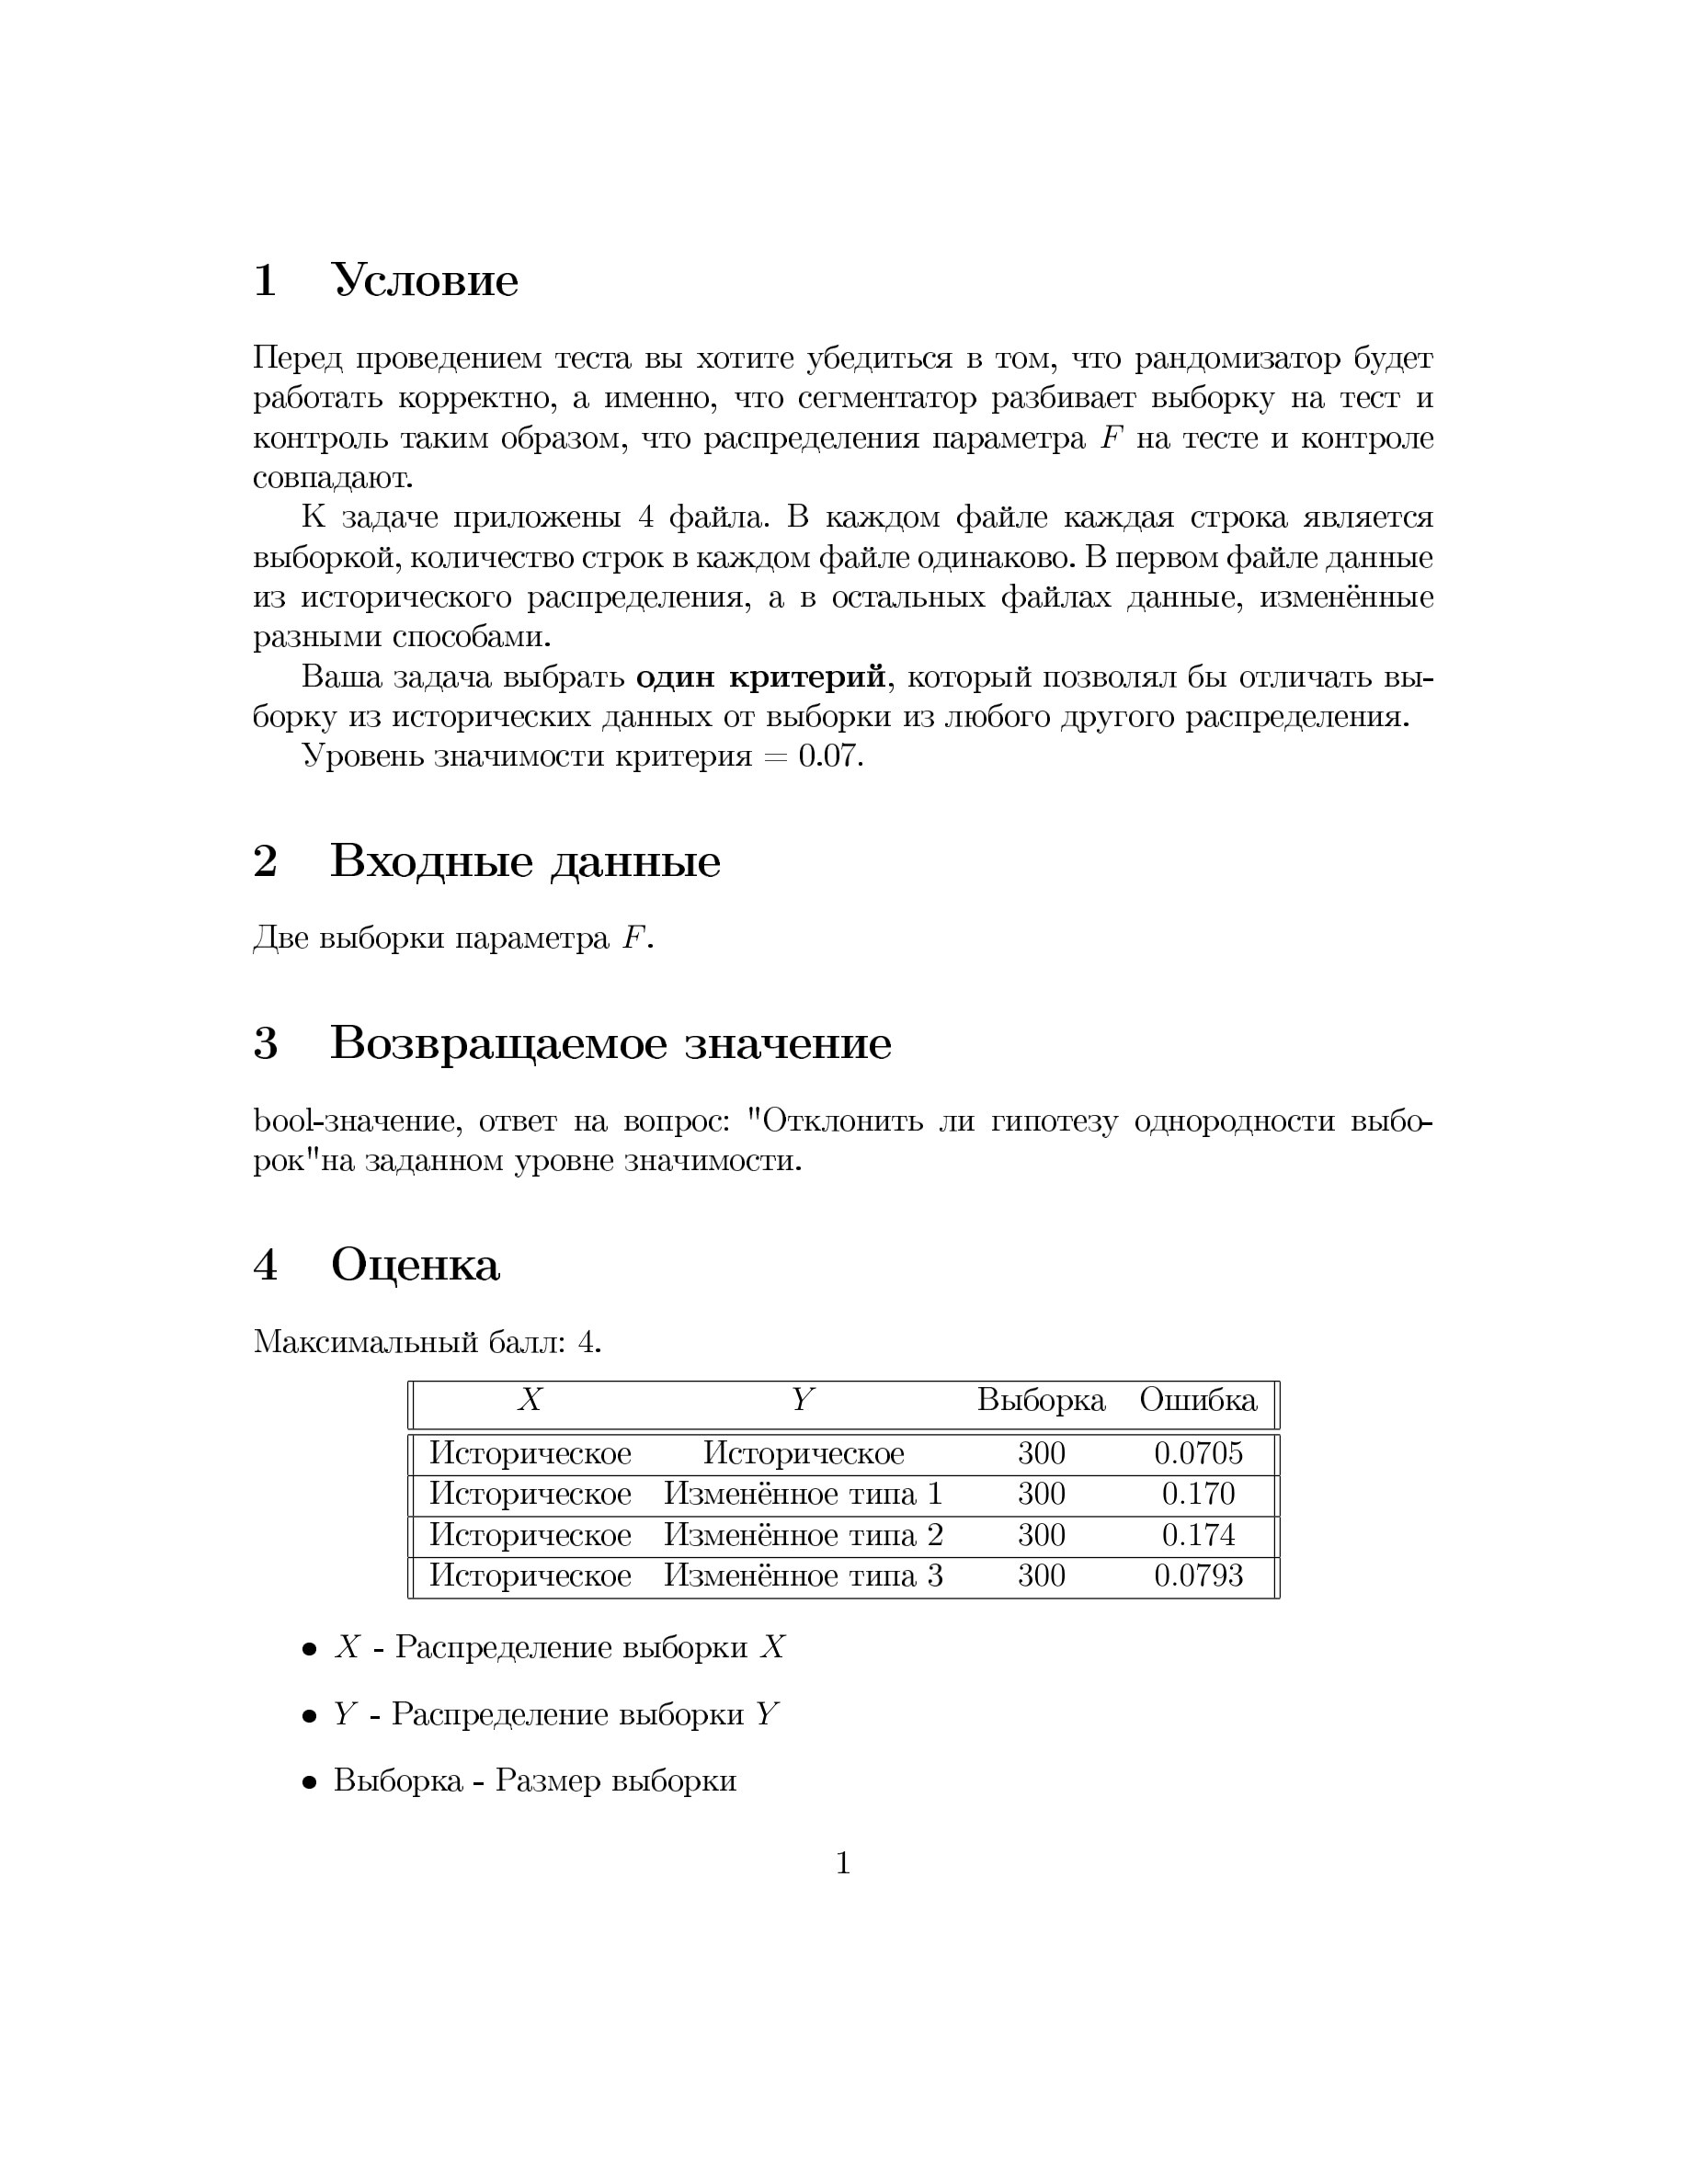 1 Условие
Перед проведением теста вы хотите убедиться в том, что рандомизатор будет
работать корректно, а именно, что сегментатор разбивает выборку на тест и
контроль таким образом, что распределения параметра F на тесте и контроле
совпадают.
К задаче приложены 4 файла. В каждом файле каждая строка является
выборкой, количество строк в каждом файле одинаково. В первом файле данные
из исторического распределения, а в остальных файлах данные, изменённые
разными способами.
Ваша задача выбрать один критерий, который позволял бы отличать вы-
борку из исторических данных от выборки из любого другого распределения.
Уровень значимости критерия = 0.07.
2 Входные данные
Две выборки параметра F.
3 Возвращаемое значение
bool-значение, ответ на вопрос: "Отклонить ли гипотезу однородности выбо-
рок"на заданном уровне значимости.
4 Оценка
Максимальный балл: 4.
X Y Выборка Ошибка
Историческое Историческое 300 0.0705
Историческое Изменённое типа 1 300 0.170
Историческое Изменённое типа 2 300 0.174
Историческое Изменённое типа 3 300 0.0793
• X - Распределение выборки X
• Y - Распределение выборки Y
• Выборка - Размер выборки
1